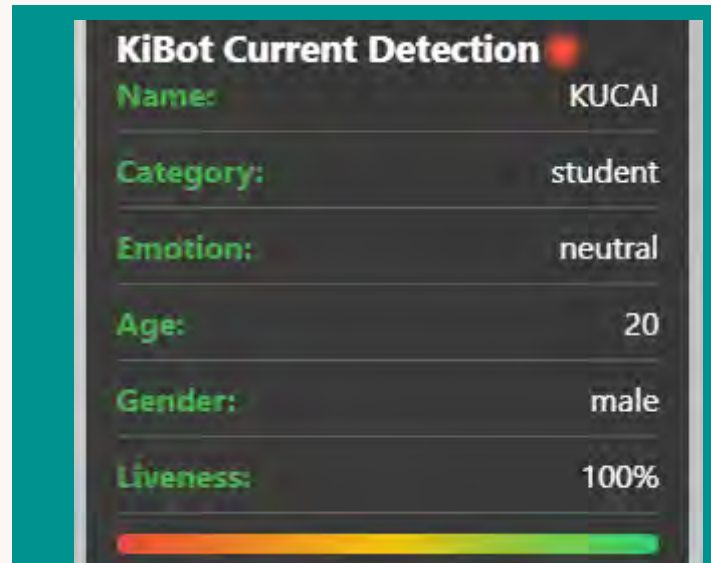 KiBot Current Detection
Name: KUCAI
Category: student
Emotion: neutral
Age: 20
Gender: male
Liveness: 100%